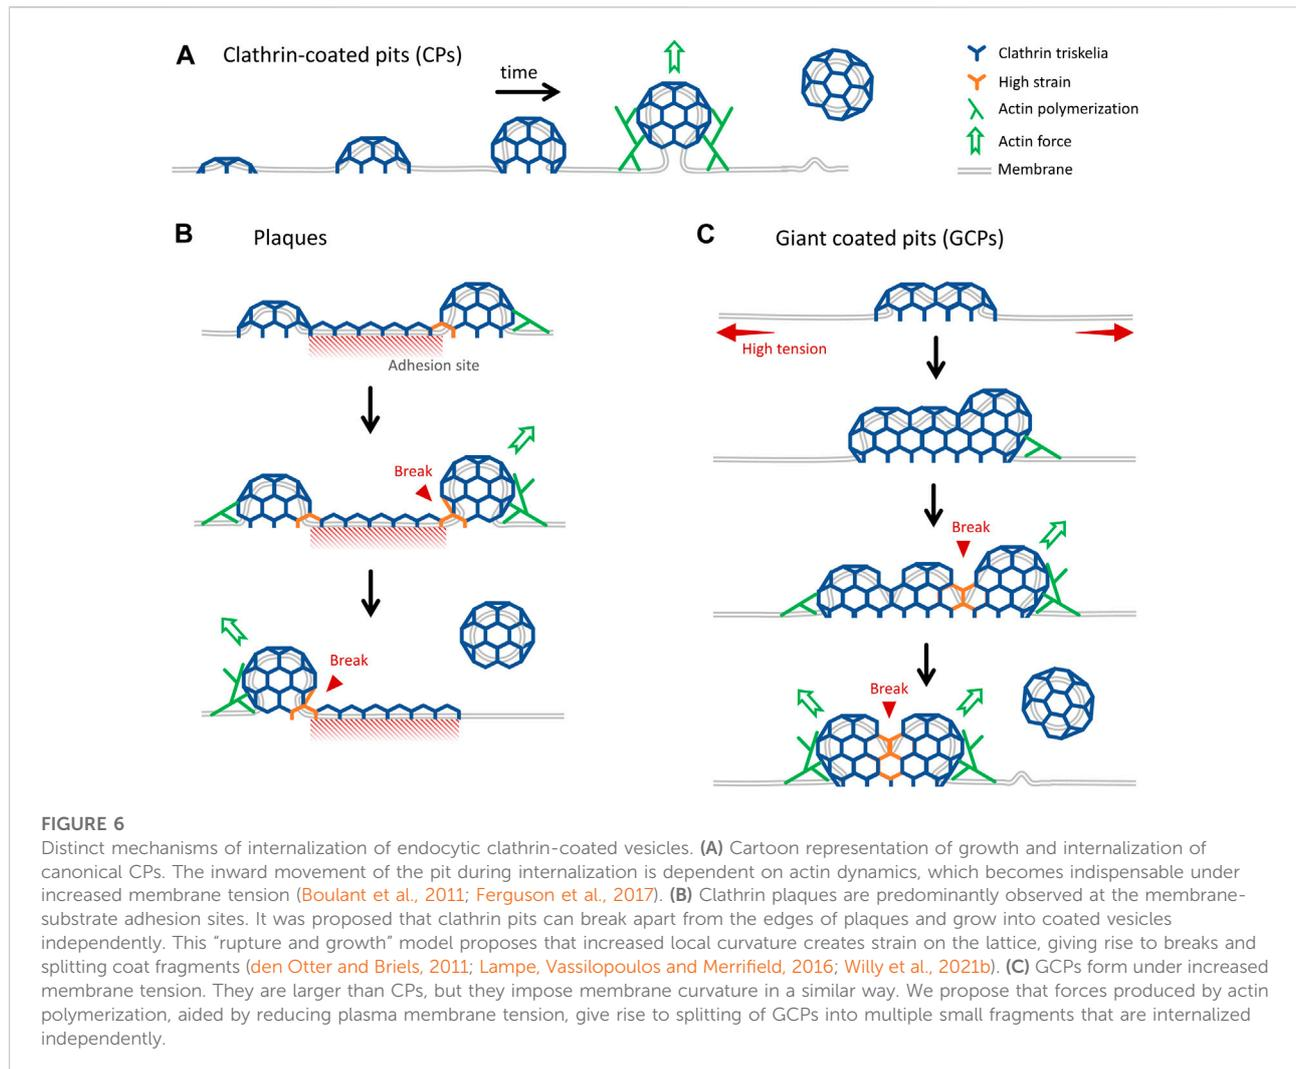 A Clathrin-coated pits (CPs)
time
Clathrin triskelia
High strain
Actin polymerization
Actin force
Membrane
B Plaques
Adhesion site
Break
Break
C Giant coated pits (GCPs)
High tension
Break
Break
FIGURE 6
Distinct mechanisms of internalization of endocytic clathrin-coated vesicles. (A) Cartoon representation of growth and internalization of
canonical CPs. The inward movement of the pit during internalization is dependent on actin dynamics, which becomes indispensable under
increased membrane tension (Boulant et al., 2011; Ferguson et al., 2017). (B) Clathrin plaques are predominantly observed at the membrane-
substrate adhesion sites. It was proposed that clathrin pits can break apart from the edges of plaques and grow into coated vesicles
independently. This “rupture and growth” model proposes that increased local curvature creates strain on the lattice, giving rise to breaks and
splitting coat fragments (den Otter and Briels, 2011; Lampe, Vassilopoulos and Merrifield, 2016; Willy et al., 2021b). (C) GCPs form under increased
membrane tension. They are larger than CPs, but they impose membrane curvature in a similar way. We propose that forces produced by actin
polymerization, aided by reducing plasma membrane tension, give rise to splitting of GCPs into multiple small fragments that are internalized
independently.